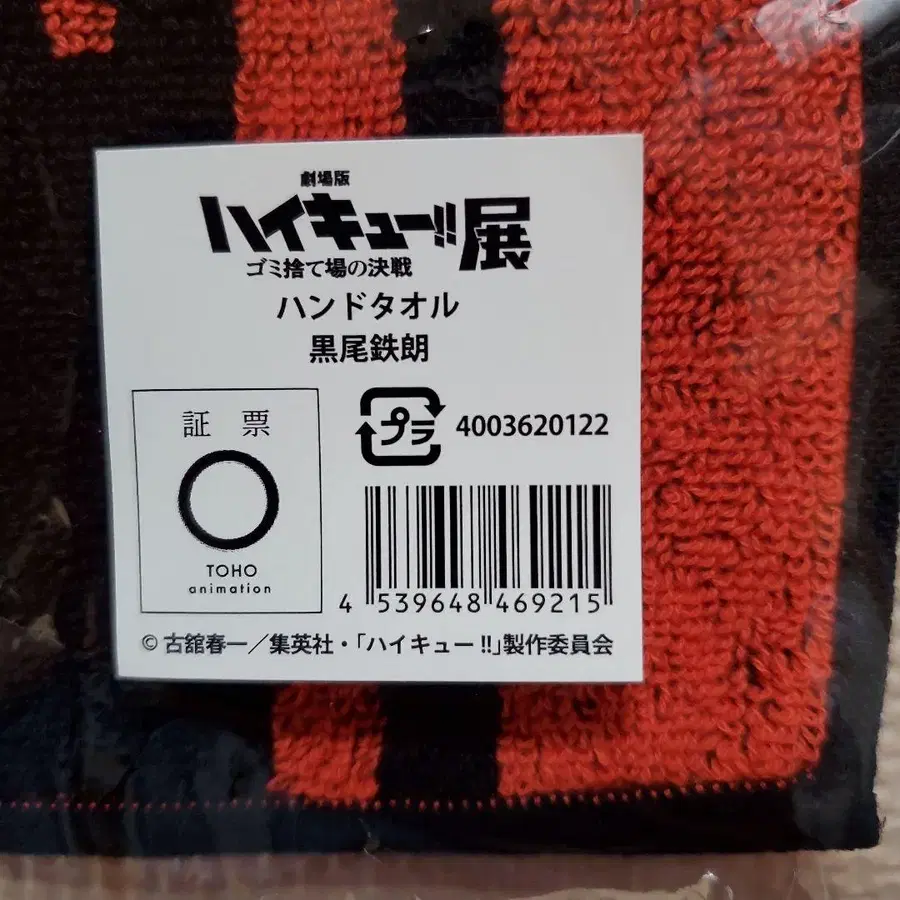 劇場版
ハイキュー!!展
ゴミ捨て場の決戦
ハンドタオル
黒尾鉄朗
証票
TOHO
animation
プラ
4003620122
4 539648 469215
© 古舘春一／集英社・「ハイキュー!!」製作委員会